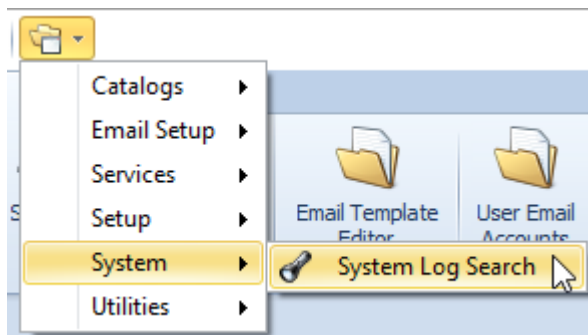 Catalogs
Email Setup
Services
Setup
System
Utilities
Email Template
Editor
User Email
Accounts
System Log Search